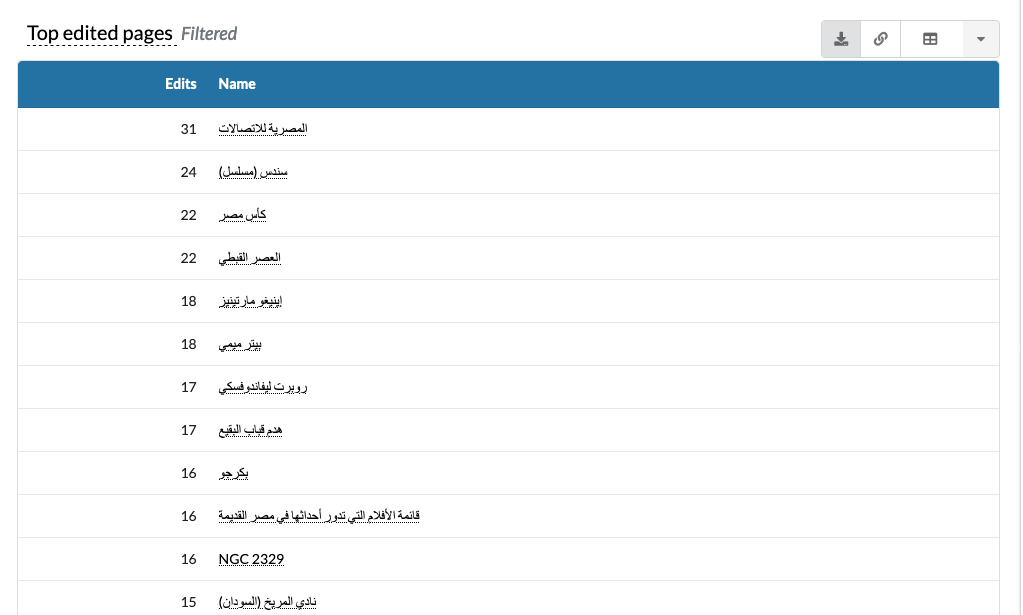 Top edited pages Filtered
Edits Name
31 المصرية للاتصالات
24 سندس (مسلسل)
22 كأس مصر
22 العصر القبطي
18 إينيغو مارتينيز
18 بيتر ميمي
17 روبرت ليفاندوفسكي
17 هدم قباب البقيع
16 بكرجو
16 قائمة الأفلام التي تدور أحداثها في مصر القديمة
16 NGC 2329
15 نادي المريخ (السودان)